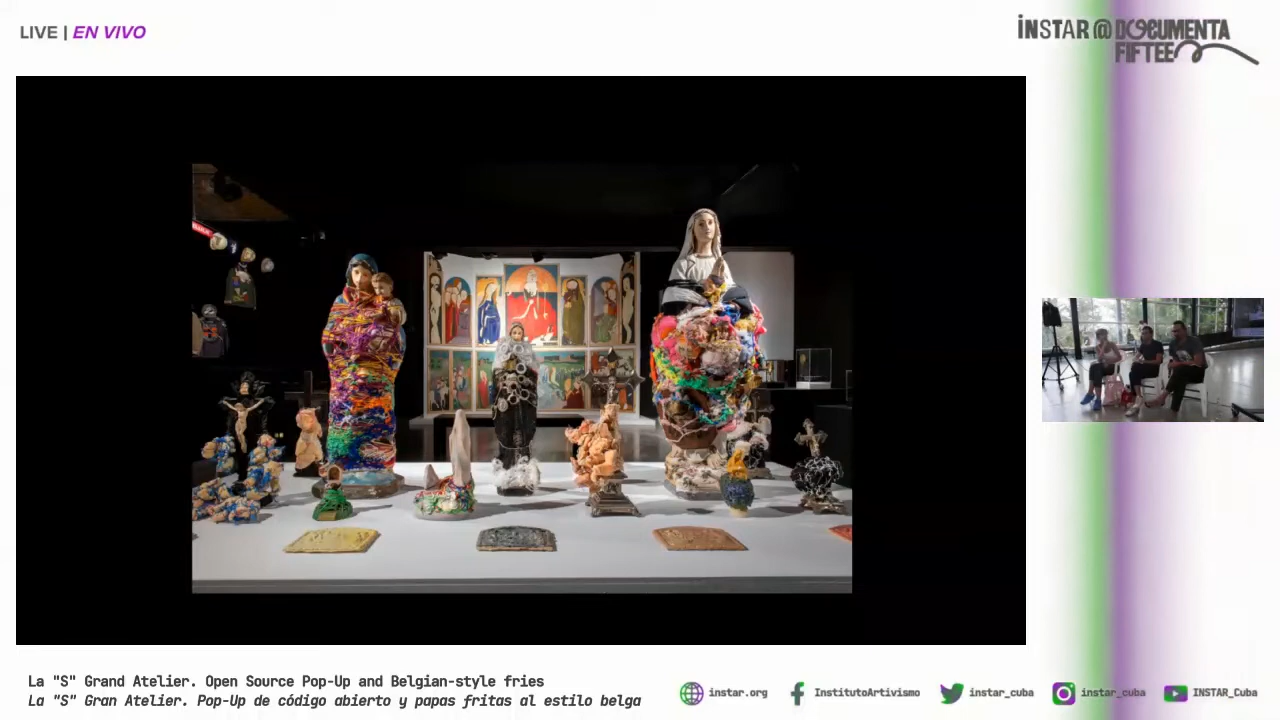 LIVE | EN VIVO
INSTAR @ DOCUMENTA
FIFTEE
La "S" Grand Atelier. Open Source Pop-Up and Belgian-style fries
La "S" Gran Atelier. Pop-Up de código abierto y papas fritas al estilo belga
instar.org
InstitutoArtivismo
instar_cuba
instar_cuba
INSTAR_Cuba